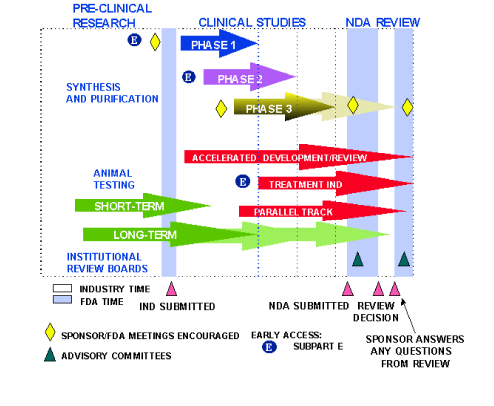 PRE-CLINICAL
RESEARCH
CLINICAL STUDIES
NDA REVIEW
E
PHASE 1
E
PHASE 2
SYNTHESIS
AND PURIFICATION
PHASE 3
ACCELERATED DEVELOPMENT/REVIEW
ANIMAL
TESTING
E
TREATMENT IND
SHORT-TERM
PARALLEL TRACK
LONG-TERM
INSTITUTIONAL
REVIEW BOARDS
INDUSTRY TIME
FDA TIME
IND SUBMITTED
NDA SUBMITTED
REVIEW
DECISION
SPONSOR/FDA MEETINGS ENCOURAGED
ADVISORY COMMITTEES
EARLY ACCESS:
E SUBPART E
SPONSOR ANSWERS
ANY QUESTIONS
FROM REVIEW